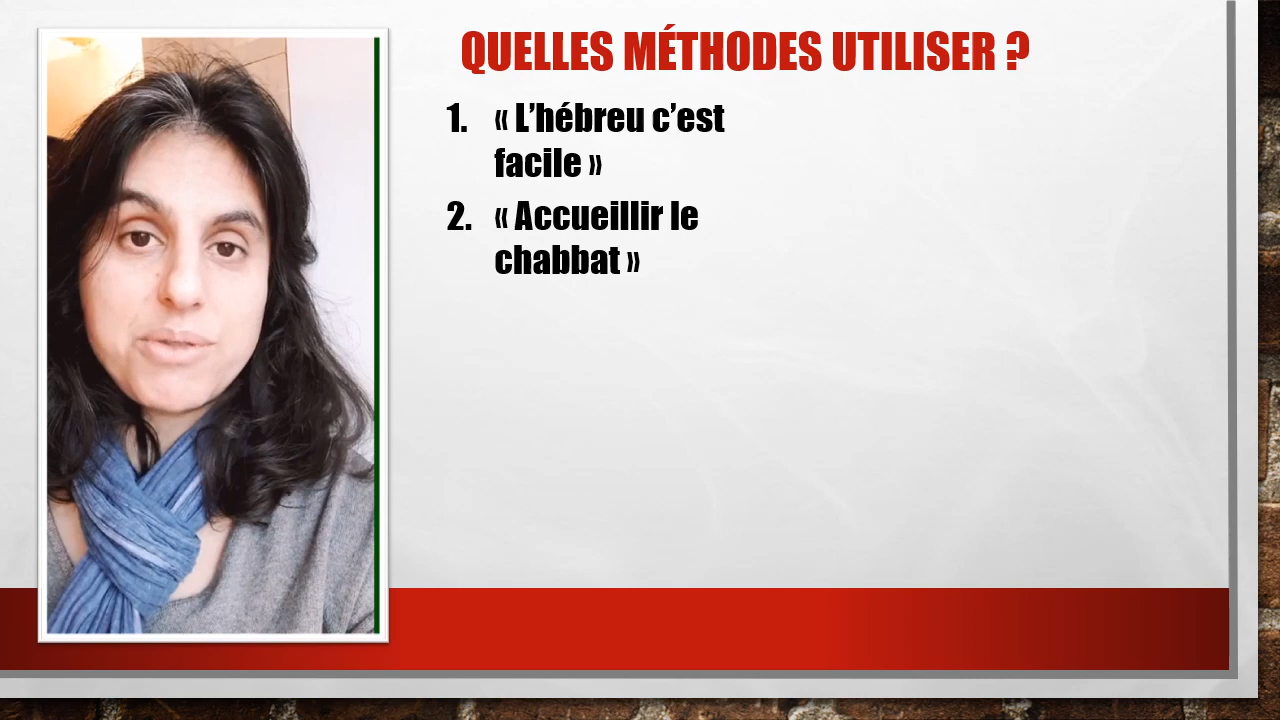 QUELLES MÉTHODES UTILISER ?
1. « L’hébreu c’est
facile »
2. « Accueillir le
chabbat »